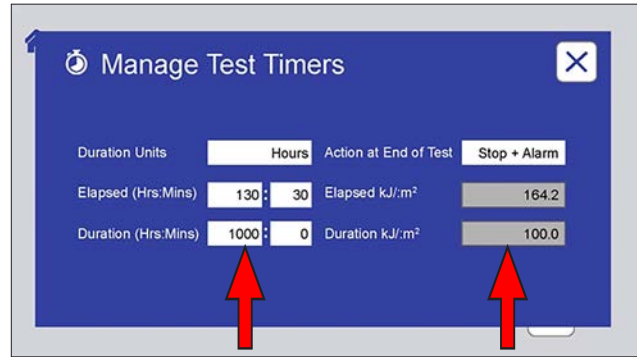 Manage Test Timers
Duration Units Hours Action at End of Test Stop + Alarm
Elapsed (Hrs:Mins) 130 : 30 Elapsed kJ/:m² 164.2
Duration (Hrs:Mins) 1000 : 0 Duration kJ/:m² 100.0